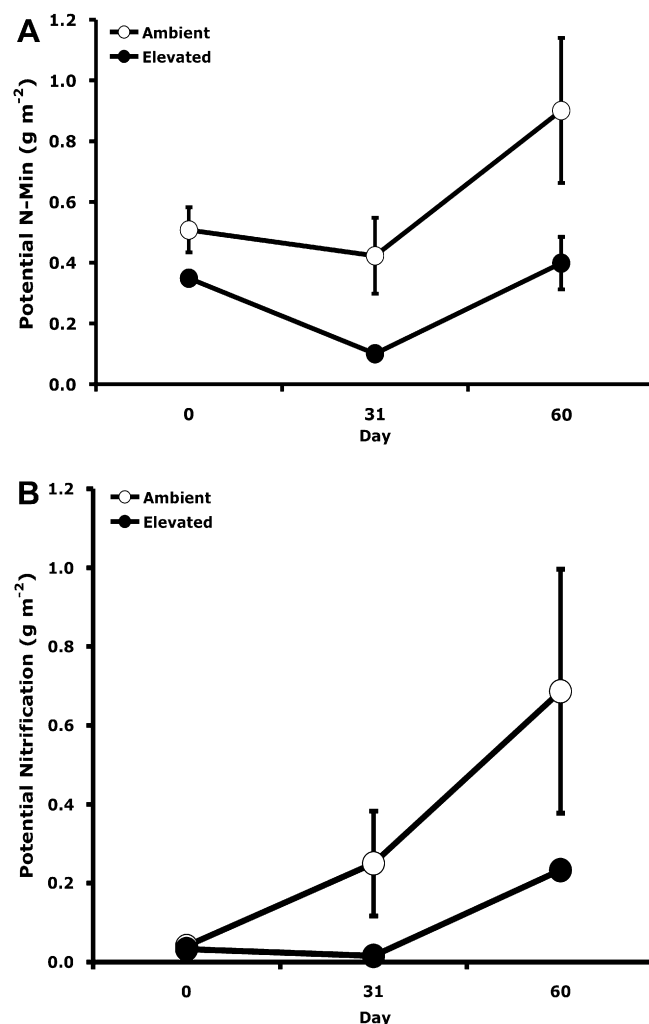 A
Ambient
Elevated
Potential N-Min (g m-2)
1.2
1.0
0.8
0.6
0.4
0.2
0.0
0 31 60
Day
B
Ambient
Elevated
Potential Nitrification (g m-2)
1.2
1.0
0.8
0.6
0.4
0.2
0.0
0 31 60
Day